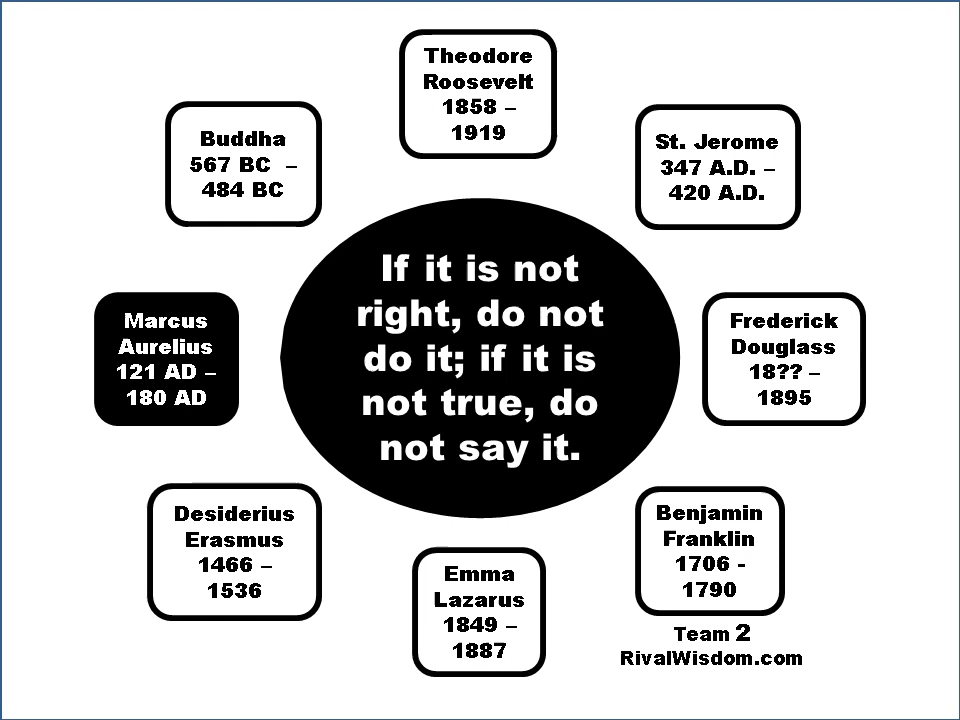 Theodore
Roosevelt
1858 –
1919
Buddha
567 BC –
484 BC
St. Jerome
347 A.D. –
420 A.D.
If it is not
right, do not
do it; if it is
not true, do
not say it.
Marcus
Aurelius
121 AD –
180 AD
Frederick
Douglass
18?? –
1895
Desiderius
Erasmus
1466 –
1536
Emma
Lazarus
1849 –
1887
Benjamin
Franklin
1706 -
1790
Team 2
RivalWisdom.com